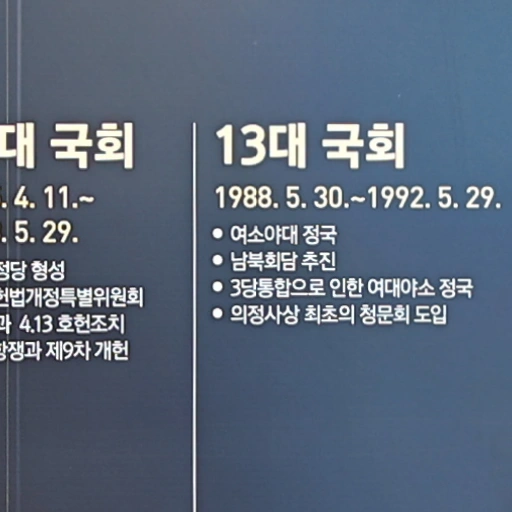 대 국회
. 4. 11.~
. 5. 29.
정당 형성
헌법개정특별위원회
과 4.13 호헌조치
항쟁과 제9차 개헌
13대 국회
1988. 5. 30.~1992. 5. 29.
• 여소야대 정국
• 남북회담 추진
• 3당통합으로 인한 여대야소 정국
• 의정사상 최초의 청문회 도입